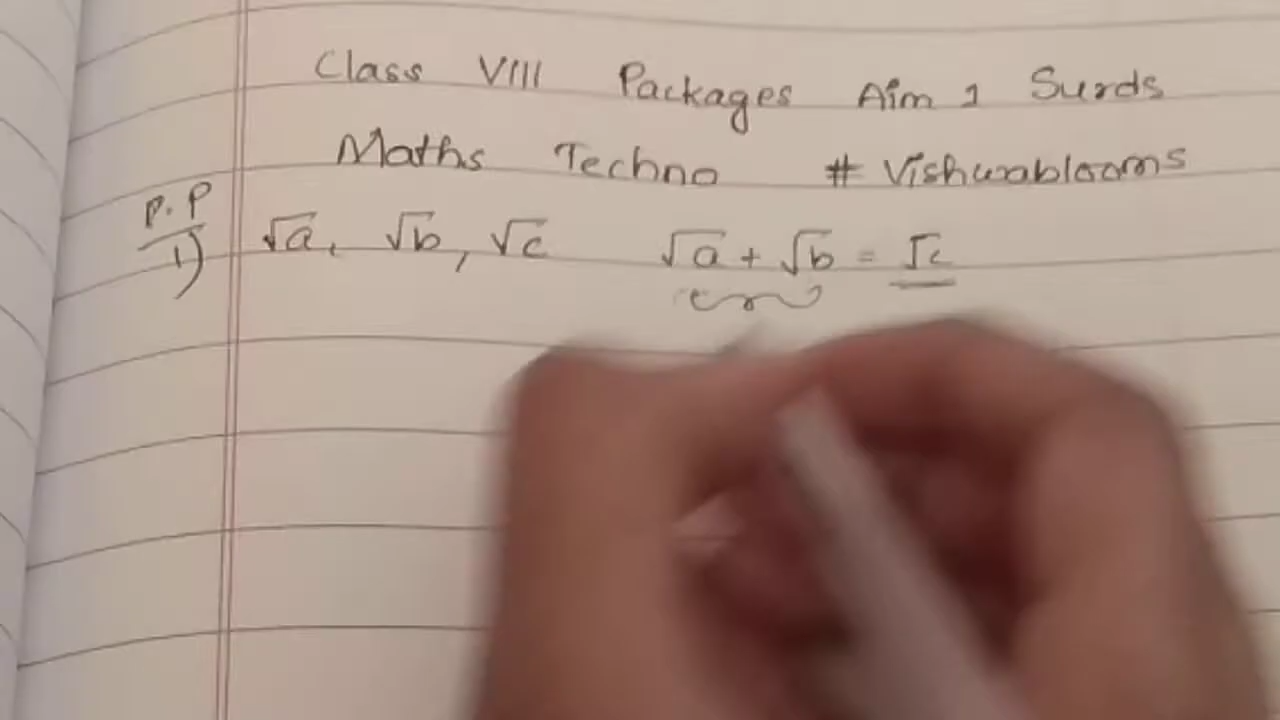 Class VIII Packages Aim 1 Surds
Maths Techno # Vishwablooms
P.P
1) √a, √b, √c √a + √b = √c